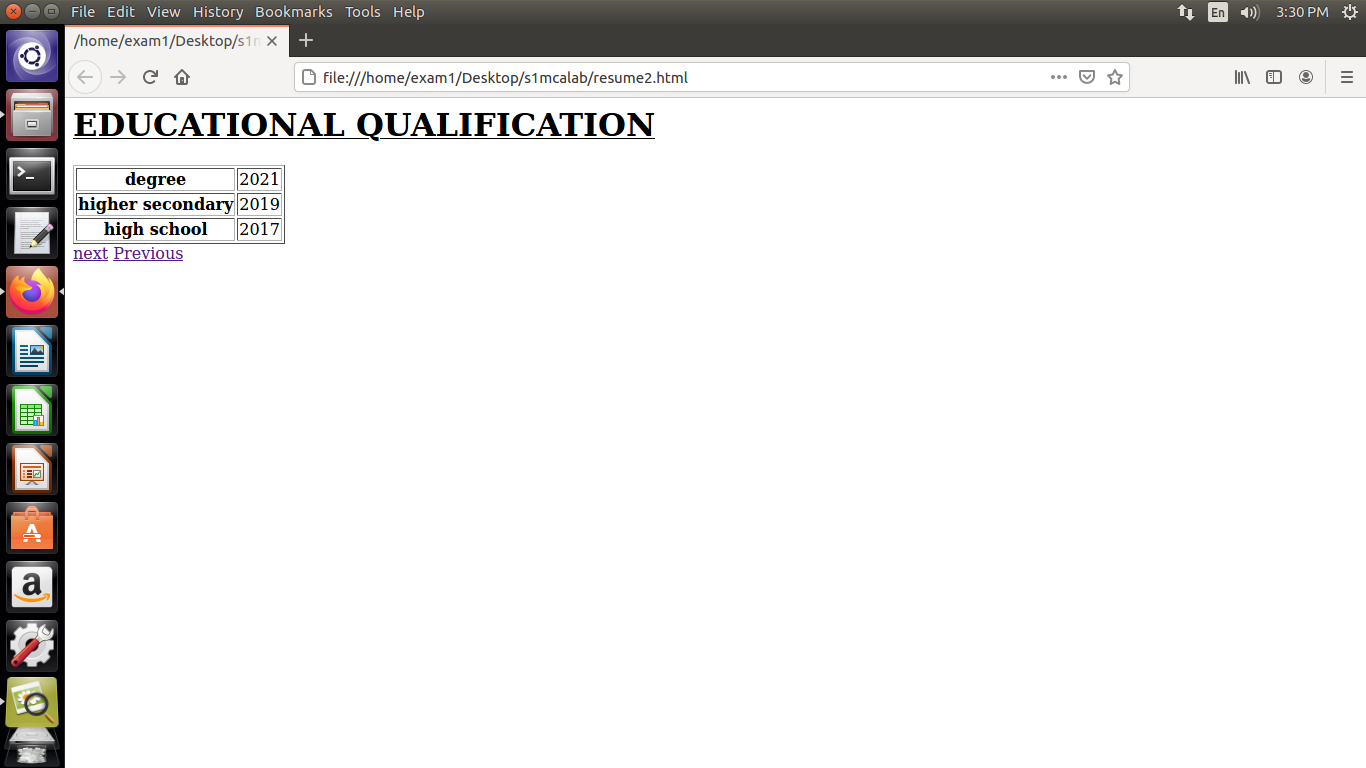 File Edit View History Bookmarks Tools Help
En
3:30 PM
/home/exam1/Desktop/s1m
file:///home/exam1/Desktop/s1mcalab/resume2.html
EDUCATIONAL QUALIFICATION
degree 2021
higher secondary 2019
high school 2017
next Previous